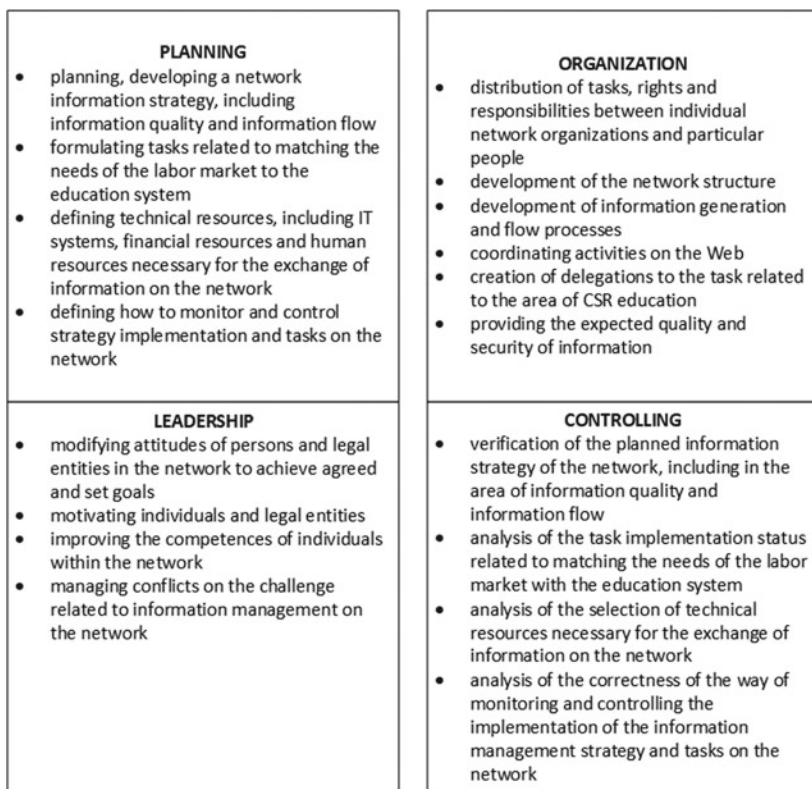 PLANNING
• planning, developing a network
information strategy, including
information quality and information flow
• formulating tasks related to matching the
needs of the labor market to the
education system
• defining technical resources, including IT
systems, financial resources and human
resources necessary for the exchange of
information on the network
• defining how to monitor and control
strategy implementation and tasks on the
network
ORGANIZATION
• distribution of tasks, rights and
responsibilities between individual
network organizations and particular
people
• development of the network structure
• development of information generation
and flow processes
• coordinating activities on the Web
• creation of delegations to the task related
to the area of CSR education
• providing the expected quality and
security of information
LEADERSHIP
• modifying attitudes of persons and legal
entities in the network to achieve agreed
and set goals
• motivating individuals and legal entities
• improving the competences of individuals
within the network
• managing conflicts on the challenge
related to information management on
the network
CONTROLLING
• verification of the planned information
strategy of the network, including in the
area of information quality and
information flow
• analysis of the task implementation status
related to matching the needs of the labor
market with the education system
• analysis of the selection of technical
resources necessary for the exchange of
information on the network
• analysis of the correctness of the way of
monitoring and controlling the
implementation of the information
management strategy and tasks on the
network